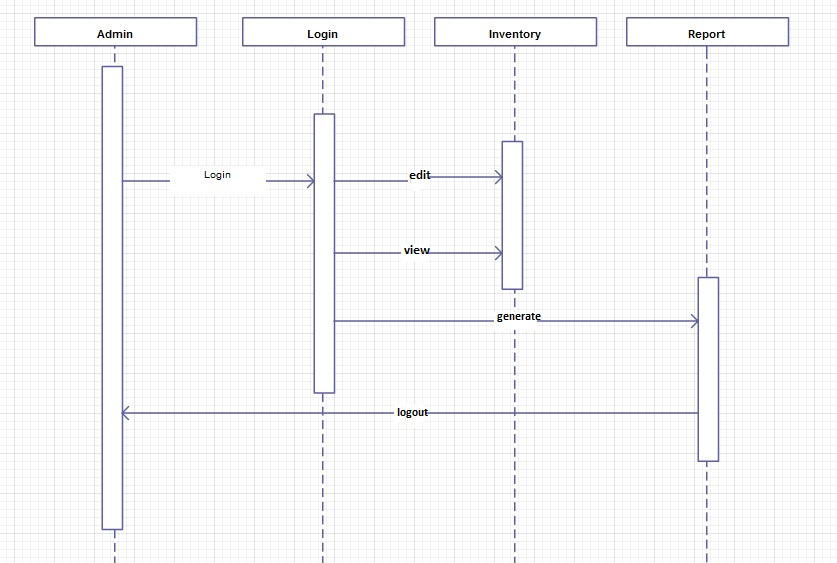 Admin
Login
Inventory
Report
Login
edit
view
generate
logout